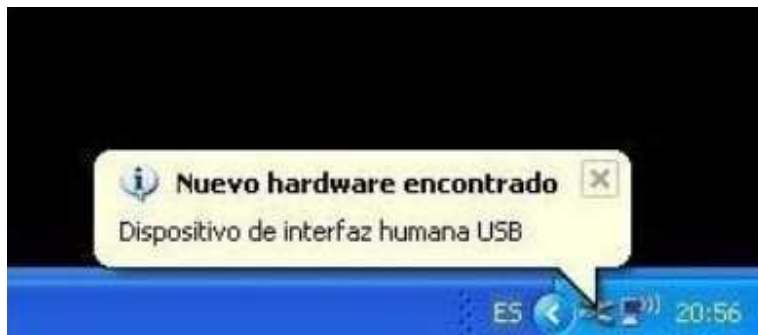 Nuevo hardware encontrado
Dispositivo de interfaz humana USB
ES 20:56